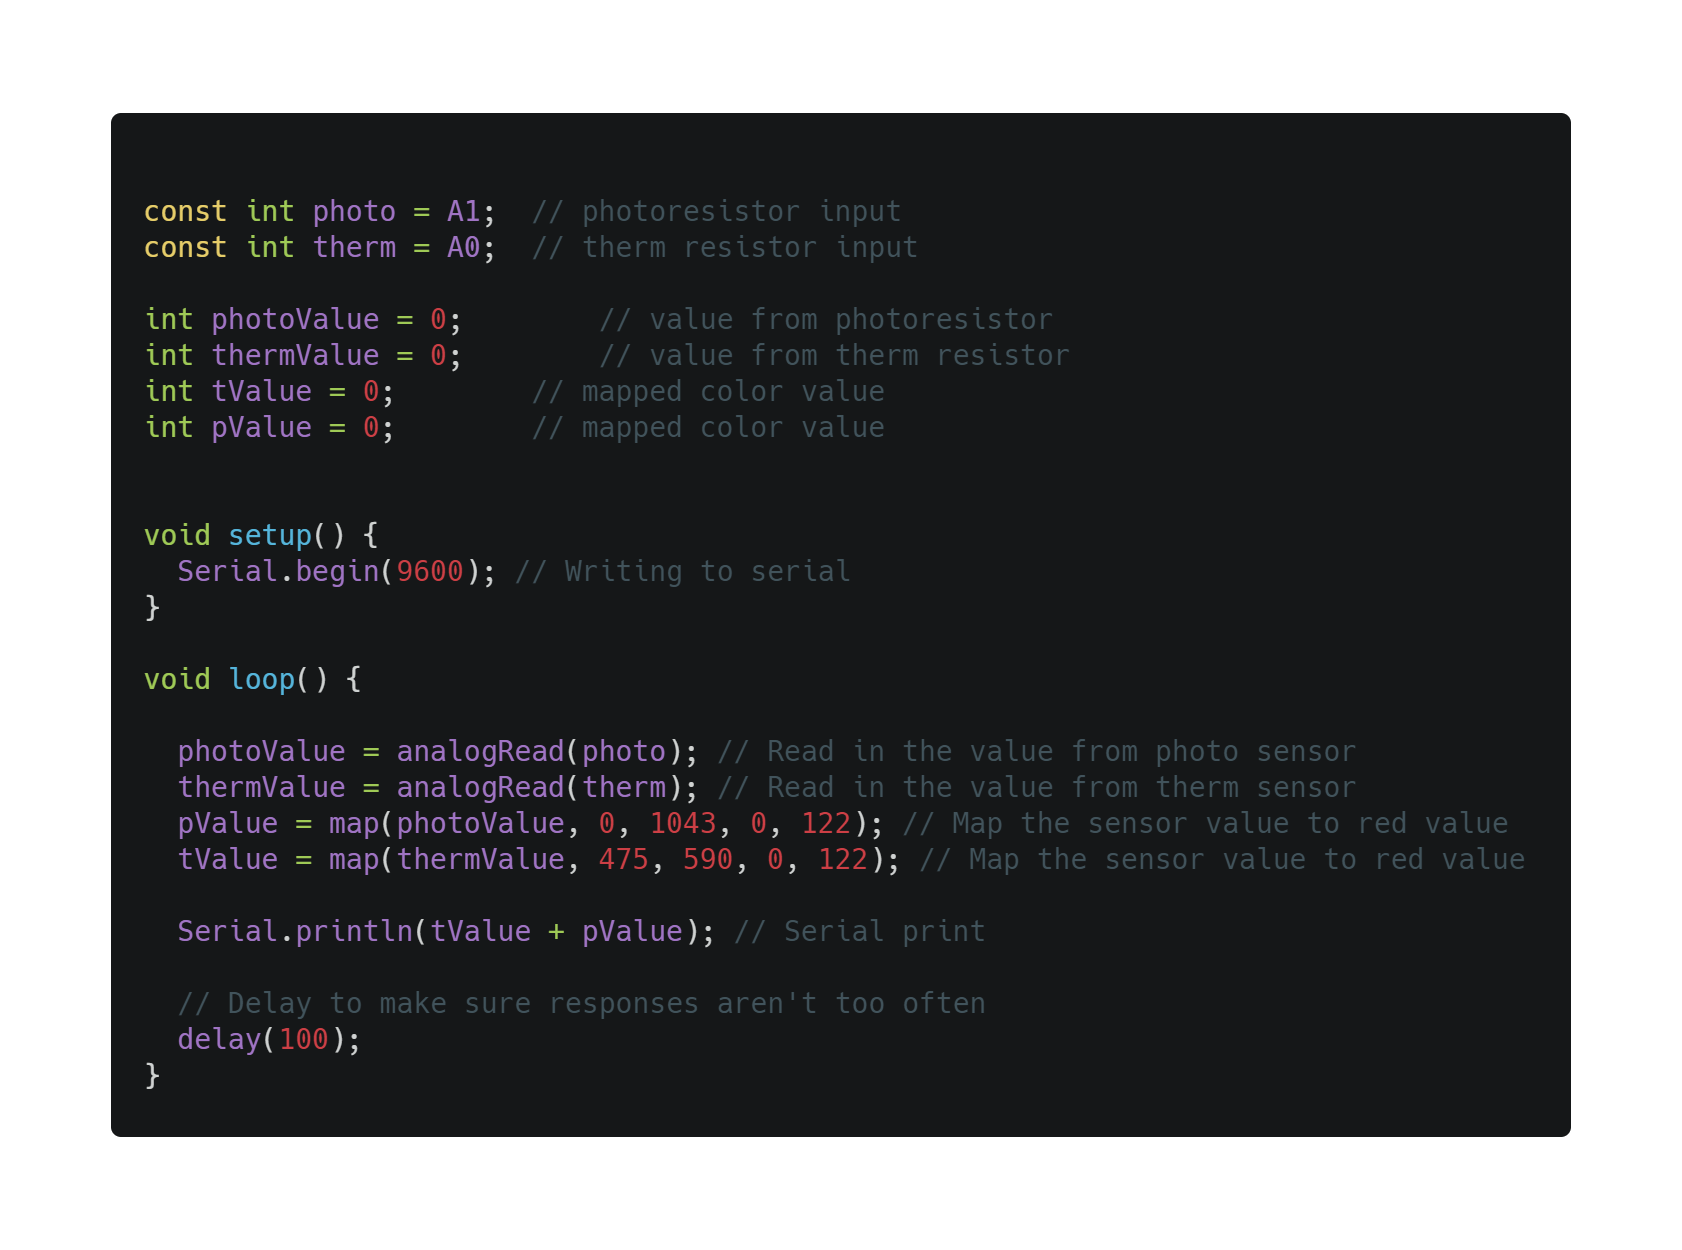 const int photo = A1;  // photoresistor input
const int therm = A0;  // therm resistor input
int photoValue = 0;        // value from photoresistor
int thermValue = 0;        // value from therm resistor
int tValue = 0;        // mapped color value
int pValue = 0;        // mapped color value
void setup() {
  Serial.begin(9600); // Writing to serial
}
void loop() {
  photoValue = analogRead(photo); // Read in the value from photo sensor
  thermValue = analogRead(therm); // Read in the value from therm sensor
  pValue = map(photoValue, 0, 1043, 0, 122); // Map the sensor value to red value
  tValue = map(thermValue, 475, 590, 0, 122); // Map the sensor value to red value
  Serial.println(tValue + pValue); // Serial print
  // Delay to make sure responses aren't too often
  delay(100);
}